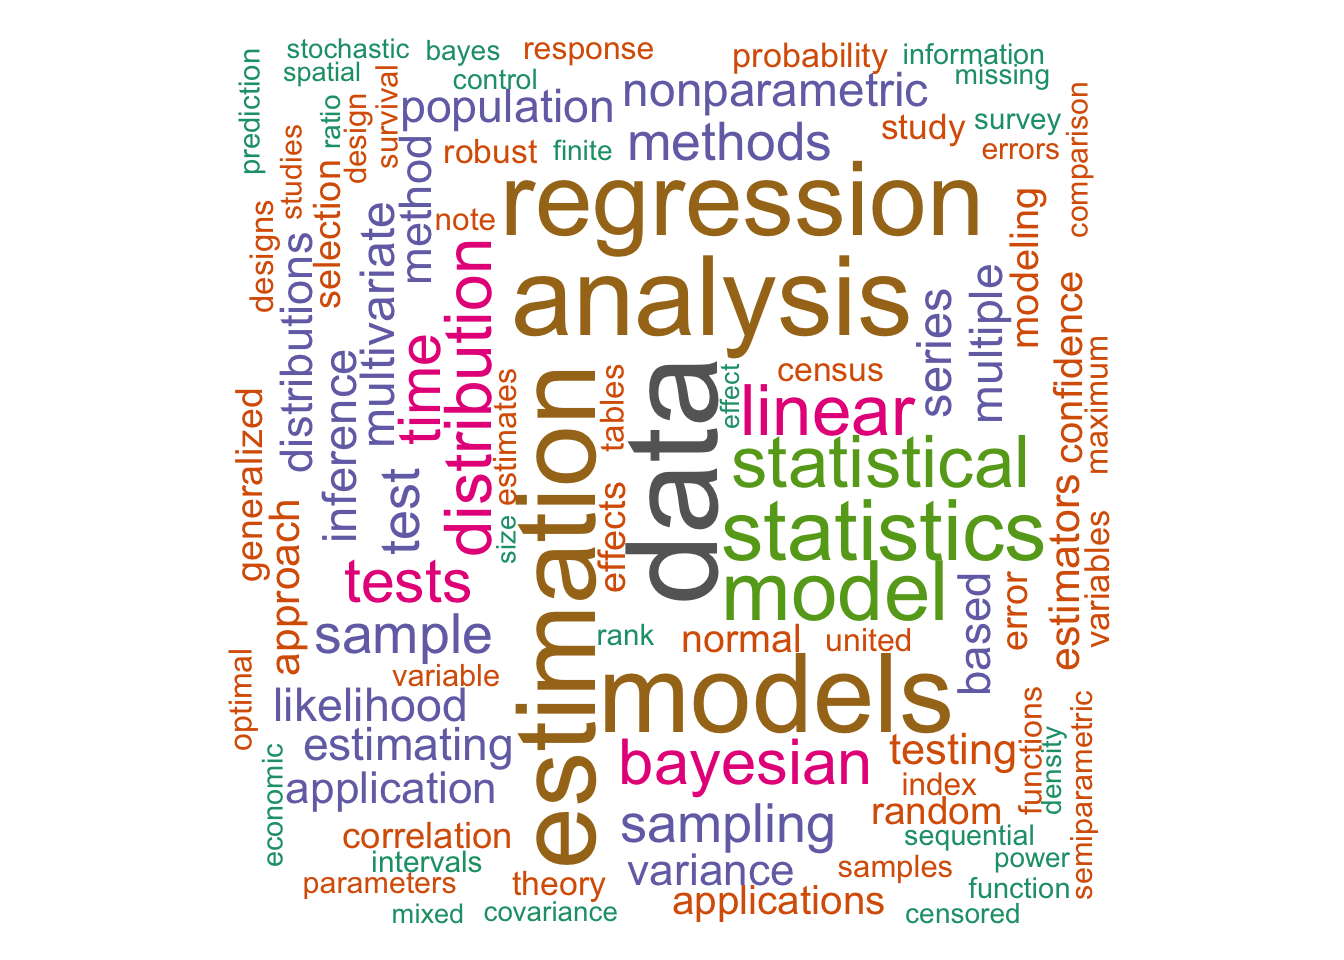 stochastic
bayes
response
probability
information
prediction
spatial
control
missing
survival
population
nonparametric
comparison
ratio
design
method
robust
finite
methods
study
survey
errors
studies
selection
note
regression
modeling
designs
distributions
multivariate
distribution
analysis
series
multiple
confidence
time
inference
estimates
tables
data
effect
census
linear
maximum
generalized
test
estimation
statistical
approach
size
effects
statistics
estimators
variables
tests
model
based
error
sample
rank
normal
united
optimal
variable
models
likelihood
estimating
bayesian
testing
functions
density
semiparametric
economic
application
index
random
correlation
sampling
sequential
intervals
variance
samples
power
parameters
theory
applications
function
mixed
covariance
censored